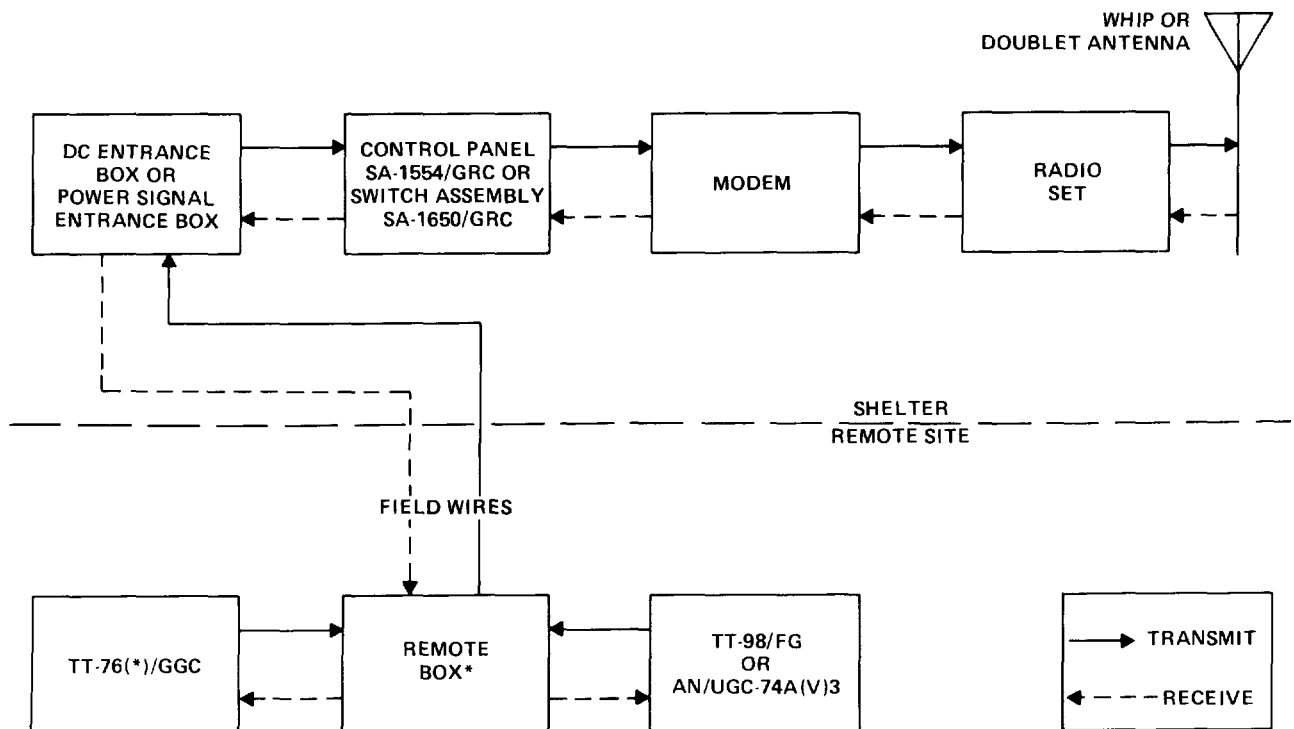 WHIP OR
DOUBLET ANTENNA
DC ENTRANCE
BOX OR
POWER SIGNAL
ENTRANCE BOX
CONTROL PANEL
SA-1554/GRC OR
SWITCH ASSEMBLY
SA-1650/GRC
MODEM
RADIO
SET
SHELTER
REMOTE SITE
FIELD WIRES
TT-76(*)/GGC
REMOTE
BOX*
TT-98/FG
OR
AN/UGC-74A(V)3
TRANSMIT
RECEIVE